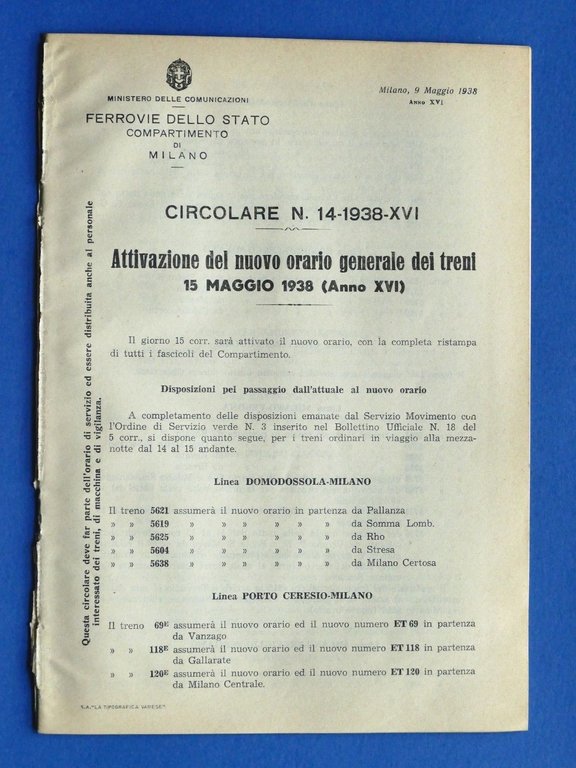 MINISTERO DELLE COMUNICAZIONI
FERROVIE DELLO STATO
COMPARTIMENTO
DI
MILANO
Milano, 9 Maggio 1938
ANNO XVI
CIRCOLARE N. 14-1938-XVI
Attivazione del nuovo orario generale dei treni
15 MAGGIO 1938 (Anno XVI)
Il giorno 15 corr. sarà attivato il nuovo orario, con la completa ristampa
di tutti i fascicoli del Compartimento.
Disposizioni pel passaggio dall'attuale al nuovo orario
A completamento delle disposizioni emanate dal Servizio Movimento con
l'Ordine di Servizio verde N. 3 inserito nel Bollettino Ufficiale N. 18 del
5 corr., si dispone quanto segue, per i treni ordinari in viaggio alla mezza-
notte dal 14 al 15 andante.
Linea DOMODOSSOLA-MILANO
Il treno 5621 assumerà il nuovo orario in partenza da Pallanza
» » 5619 » » » » » da Somma Lomb.
» » 5625 » » » » » da Rho
» » 5604 » » » » » da Stresa
» » 5638 » » » » » da Milano Certosa
Linea PORTO CERESIO-MILANO
Il treno 69E assumerà il nuovo orario ed il nuovo numero ET 69 in partenza
da Vanzago
» » 118E assumerà il nuovo orario ed il nuovo numero ET 118 in partenza
da Gallarate
» » 120E assumerà il nuovo orario ed il nuovo numero ET 120 in partenza
da Milano Centrale.
Questa circolare deve far parte dell'orario di servizio ed essere distribuita anche al personale
interessato dei treni, di macchina e di vigilanza.
S.A. "LA TIPOGRAFICA VARESE"